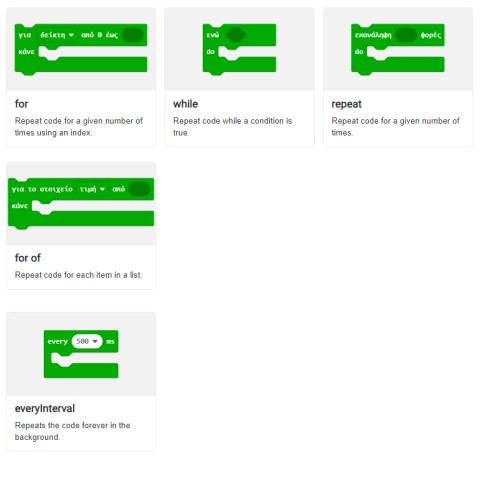 για δείκτη από 0 έως
κάνε
for
Repeat code for a given number of
times using an index.
ενώ
do
while
Repeat code while a condition is
true.
επανάληψη φορές
do
repeat
Repeat code for a given number of
times.
για το στοιχείο τιμή από
κάνε
for of
Repeat code for each item in a list.
every 500 ms
everyInterval
Repeats the code forever in the
background.